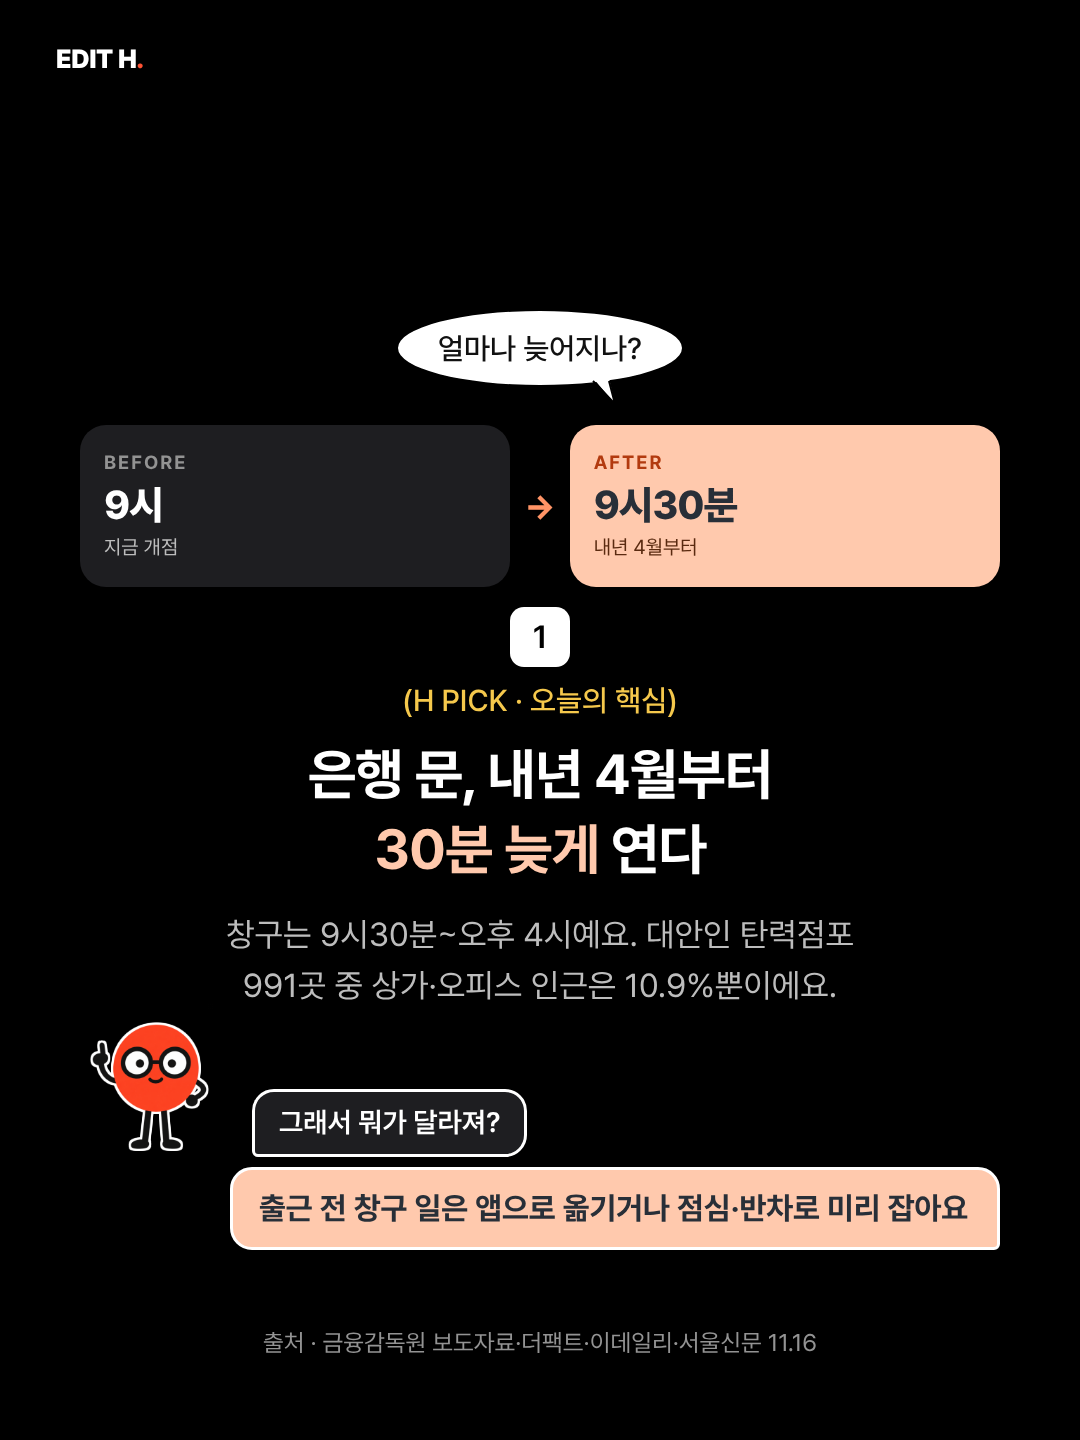 EDIT H.
얼마나 늦어지나?
BEFORE
9시
지금 개점
→
AFTER
9시30분
내년 4월부터
1
(H PICK · 오늘의 핵심)
은행 문, 내년 4월부터
30분 늦게 연다
창구는 9시30분~오후 4시예요. 대안인 탄력점포
991곳 중 상가·오피스 인근은 10.9%뿐이에요.
그래서 뭐가 달라져?
출근 전 창구 일은 앱으로 옮기거나 점심·반차로 미리 잡아요
출처 · 금융감독원 보도자료·더팩트·이데일리·서울신문 11.16